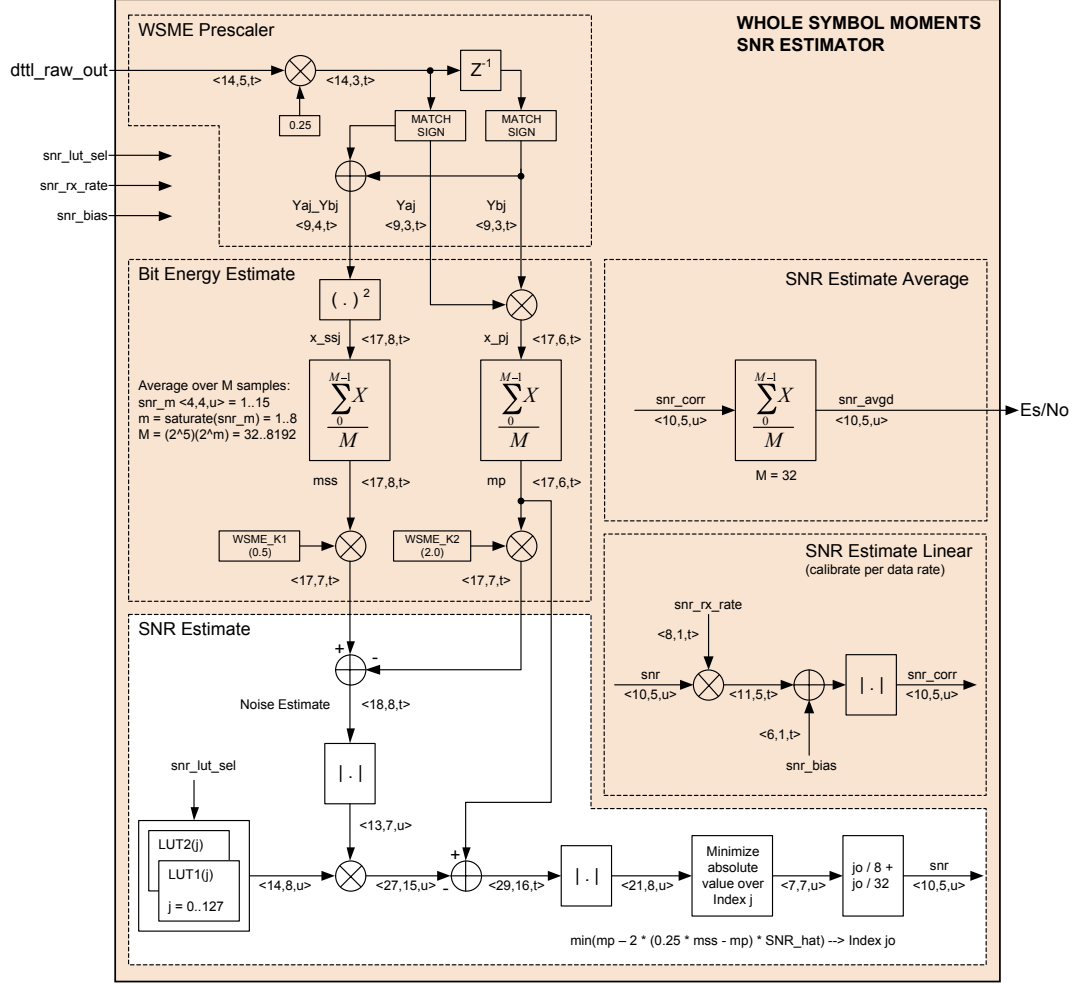 WHOLE SYMBOL MOMENTS
SNR ESTIMATOR
WSME Prescaler
dttl_raw_out
<14,5,t>
<14,3,t>
Z-1
0.25
MATCH
SIGN
MATCH
SIGN
snr_lut_sel
snr_rx_rate
snr_bias
Yaj_Ybj
<9,4,t>
Yaj
<9,3,t>
Ybj
<9,3,t>
Bit Energy Estimate
( . ) 2
x_ssj
<17,8,t>
x_pj
<17,6,t>
Average over M samples:
snr_m <4,4,u> = 1..15
m = saturate(snr_m) = 1..8
M = (2^5)(2^m) = 32..8192
M−1
∑ X
0
M
M−1
∑ X
0
M
mss
<17,8,t>
mp
<17,6,t>
WSME_K1
(0.5)
WSME_K2
(2.0)
<17,7,t>
<17,7,t>
SNR Estimate Average
snr_corr
<10,5,u>
M−1
∑ X
0
M
M = 32
snr_avgd
<10,5,u>
Es/No
SNR Estimate Linear
(calibrate per data rate)
snr_rx_rate
<8,1,t>
snr
<10,5,u>
<11,5,t>
| . |
snr_corr
<10,5,u>
<6,1,t>
snr_bias
SNR Estimate
+
-
Noise Estimate
<18,8,t>
| . |
<13,7,u>
snr_lut_sel
LUT2(j)
LUT1(j)
j = 0..127
<14,8,u>
<27,15,u>
+
-
<29,16,t>
| . |
<21,8,u>
Minimize
absolute
value over
Index j
<7,7,u>
jo / 8 +
jo / 32
snr
<10,5,u>
min(mp – 2 * (0.25 * mss - mp) * SNR_hat) --> Index jo